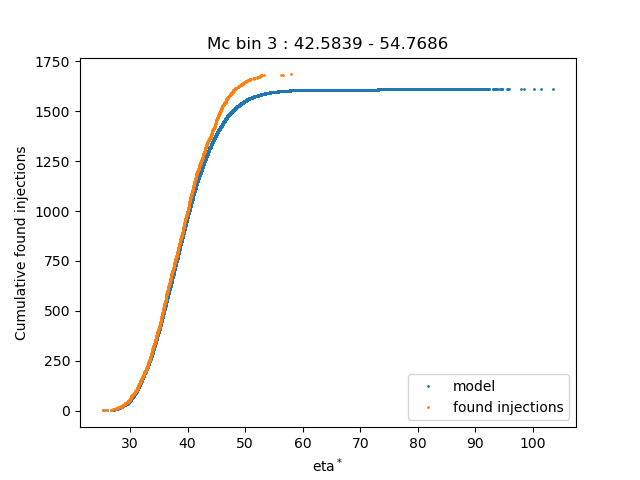 Mc bin 3 : 42.5839 - 54.7686
Cumulative found injections
1750
1500
1250
1000
750
500
250
0
30 40 50 60 70 80 90 100
eta*
model
found injections